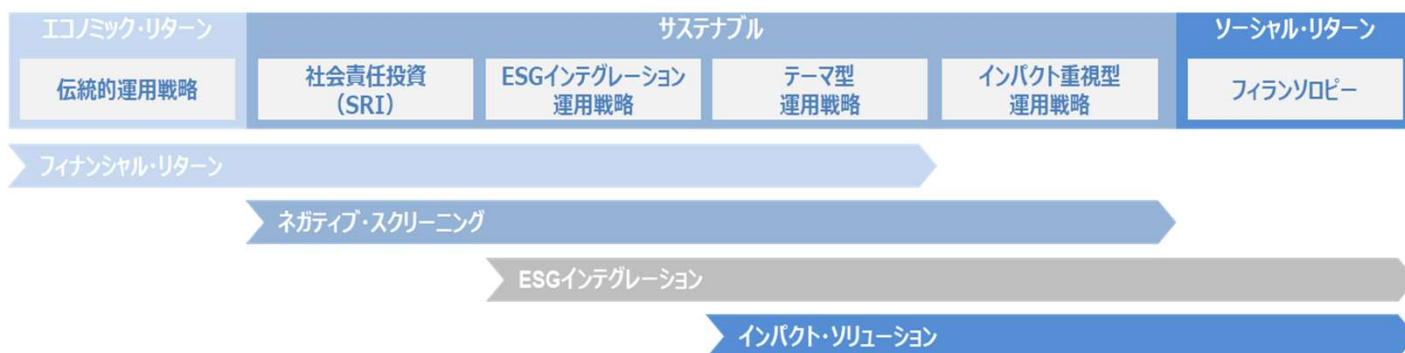 エコノミック・リターン
サステナブル
ソーシャル・リターン
伝統的運用戦略
社会責任投資
（SRI）
ESGインテグレーション
運用戦略
テーマ型
運用戦略
インパクト重視型
運用戦略
フィランソロピー
フィナンシャル・リターン
ネガティブ・スクリーニング
ESGインテグレーション
インパクト・ソリューション